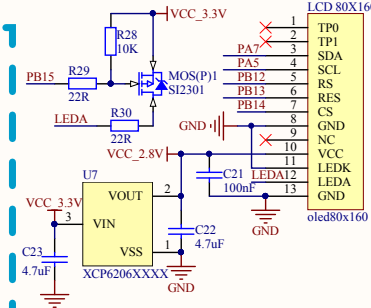 LCD 80X160
VCC_3.3V
R28
10K
PB15
R29
22R
MOS(P)1
SI2301
LEDA
R30
22R
1 TP0
2 TP1
PA7 3 SDA
PA5 4 SCL
PB12 5 RS
PB13 6 RES
PB14 7 CS
GND 8 GND
9 NC
VCC_2.8V 10 VCC
11 LEDK
LEDA 12 LEDA
13 GND
oled80x160
C21
100nF
GND
U7
VCC_3.3V
3 VIN
VOUT 2
VSS 1
XCP6206XXXX
C22
4.7uF
GND
C23
4.7uF